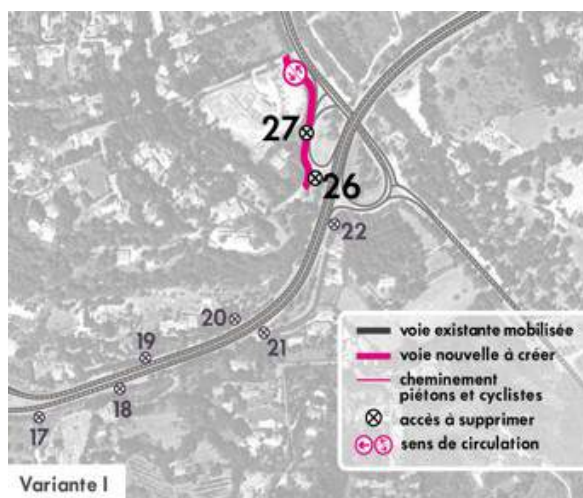 27
26
22
20
21
19
18
17
voie existante mobilisée
voie nouvelle à créer
cheminement
piétons et cyclistes
accès à supprimer
sens de circulation
Variante I